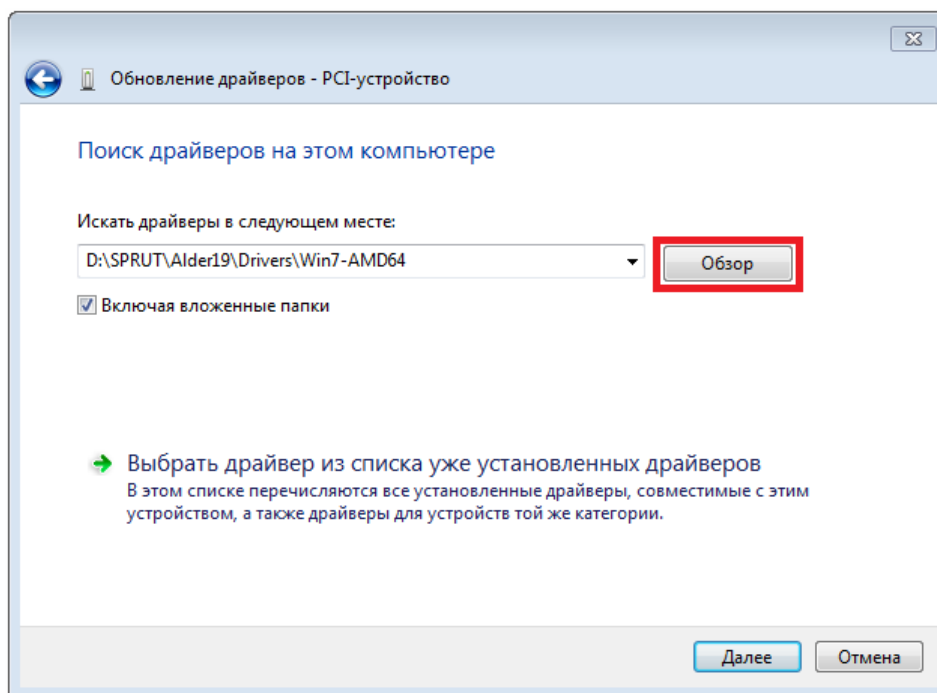 Обновление драйверов - PCI-устройство
Поиск драйверов на этом компьютере
Искать драйверы в следующем месте:
D:\SPRUT\Alder19\Drivers\Win7-AMD64
Обзор
Включая вложенные папки
Выбрать драйвер из списка уже установленных драйверов
В этом списке перечисляются все установленные драйверы, совместимые с этим
устройством, а также драйверы для устройств той же категории.
Далее
Отмена